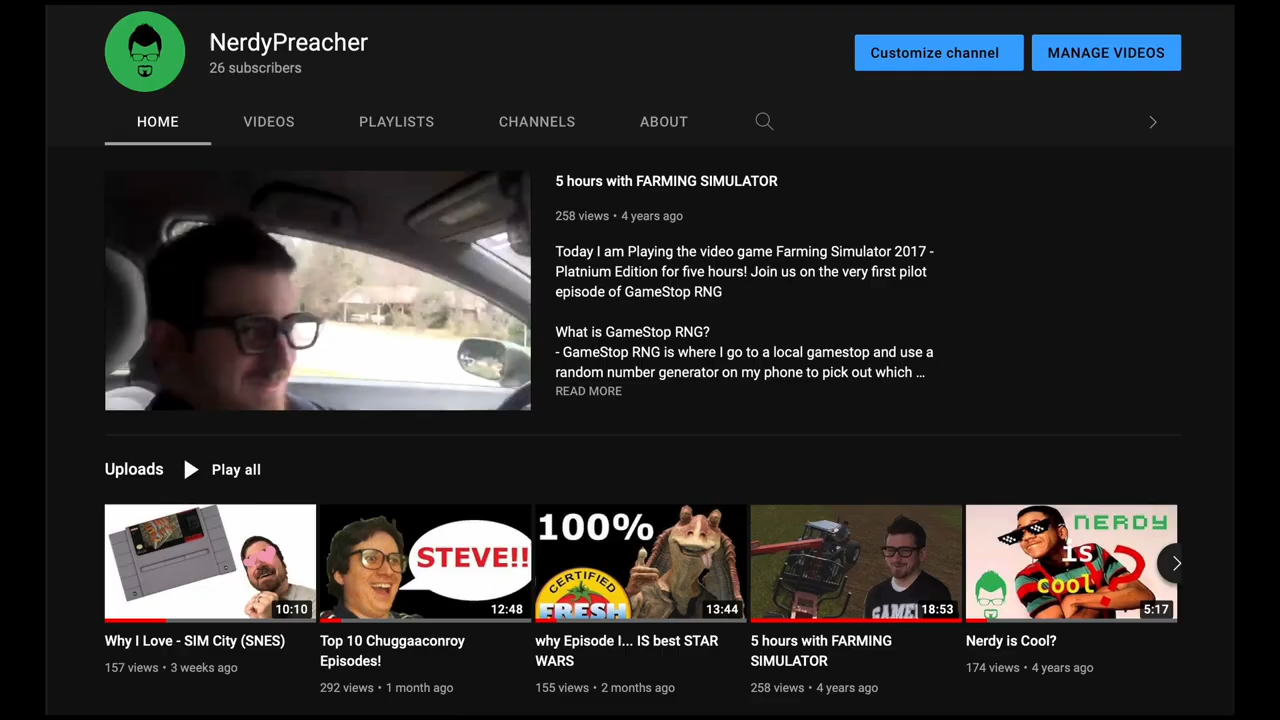 NerdyPreacher
26 subscribers
Customize channel
MANAGE VIDEOS
HOME
VIDEOS
PLAYLISTS
CHANNELS
ABOUT
5 hours with FARMING SIMULATOR
258 views • 4 years ago
Today I am Playing the video game Farming Simulator 2017 -
Platnium Edition for five hours! Join us on the very first pilot
episode of GameStop RNG
What is GameStop RNG?
- GameStop RNG is where I go to a local gamestop and use a
random number generator on my phone to pick out which ...
READ MORE
Uploads
Play all
10:10
STEVE!!
12:48
100%
CERTIFIED
FRESH
13:44
GAME
18:53
NERDY
is
cool
?
5:17
Why I Love - SIM City (SNES)
157 views • 3 weeks ago
Top 10 Chuggaaconroy
Episodes!
292 views • 1 month ago
why Episode I... IS best STAR
WARS
155 views • 2 months ago
5 hours with FARMING
SIMULATOR
258 views • 4 years ago
Nerdy is Cool?
174 views • 4 years ago